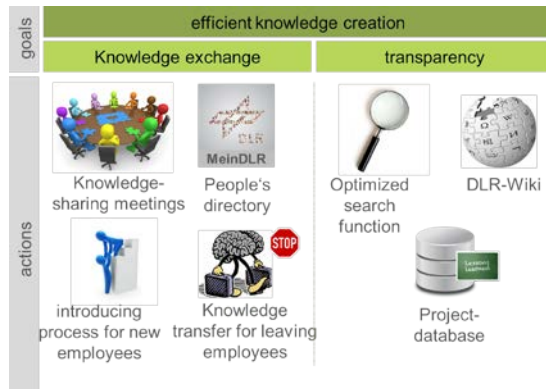 goals
efficient knowledge creation
Knowledge exchange
transparency
actions
MeinDLR
DLR
Knowledge-
sharing meetings
People's
directory
Optimized
search
function
DLR-Wiki
introducing
process for new
employees
STOP
Knowledge
transfer for leaving
employees
Project-
database